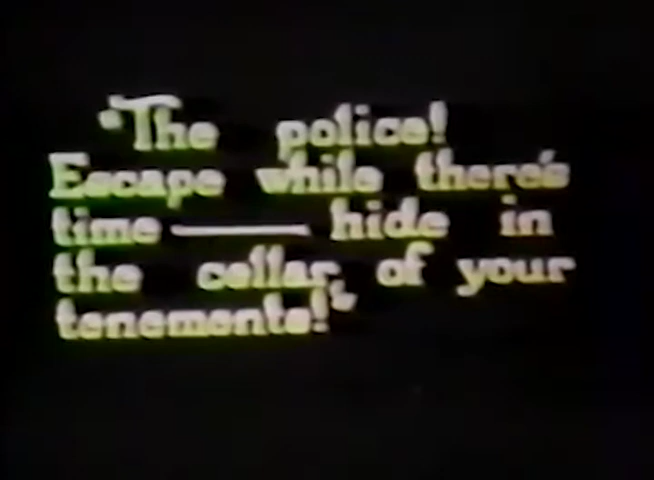 "The police!
Escape while there's
time —— hide in
the cellar of your
tenements!"